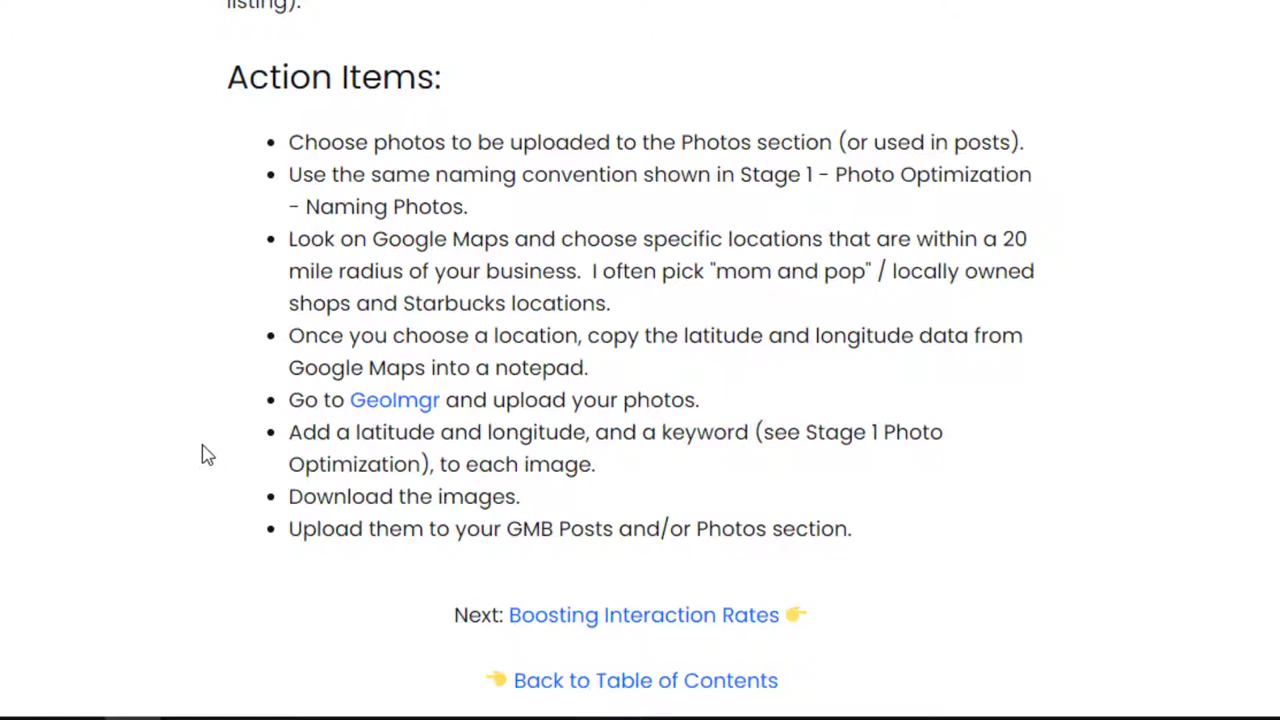 listing).
Action Items:
Choose photos to be uploaded to the Photos section (or used in posts).
Use the same naming convention shown in Stage 1 - Photo Optimization
- Naming Photos.
Look on Google Maps and choose specific locations that are within a 20
mile radius of your business.  I often pick "mom and pop" / locally owned
shops and Starbucks locations.
Once you choose a location, copy the latitude and longitude data from
Google Maps into a notepad.
Go to GeoImgr and upload your photos.
Add a latitude and longitude, and a keyword (see Stage 1 Photo
Optimization), to each image.
Download the images.
Upload them to your GMB Posts and/or Photos section.
Next: Boosting Interaction Rates 👉
👈 Back to Table of Contents